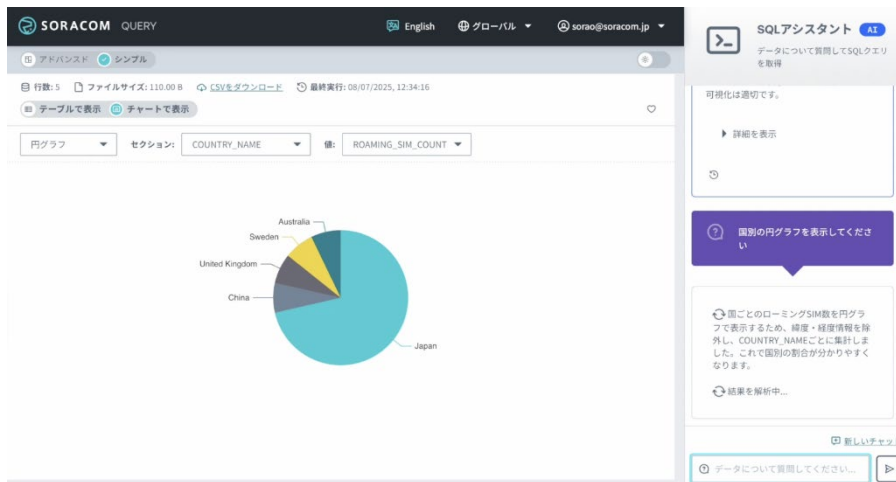 SORACOM QUERY
English
グローバル
sorao@soracom.jp
アドバンスド
シンプル
行数: 5
ファイルサイズ: 110.00 B
CSVをダウンロード
最終実行: 08/07/2025, 12:34:16
テーブルで表示
チャートで表示
円グラフ
セクション:
COUNTRY_NAME
値:
ROAMING_SIM_COUNT
Australia
Sweden
United Kingdom
China
Japan
SQLアシスタント AI
データについて質問してSQLクエリ
を取得
可視化は適切です。
詳細を表示
国別の円グラフを表示してくださ
い
国ごとのローミングSIM数を円グラ
フで表示するため、緯度・経度情報を除
外し、COUNTRY_NAMEごとに集計しま
した。これで国別の割合が分かりやすく
なります。
結果を解析中...
新しいチャッ
データについて質問してください...